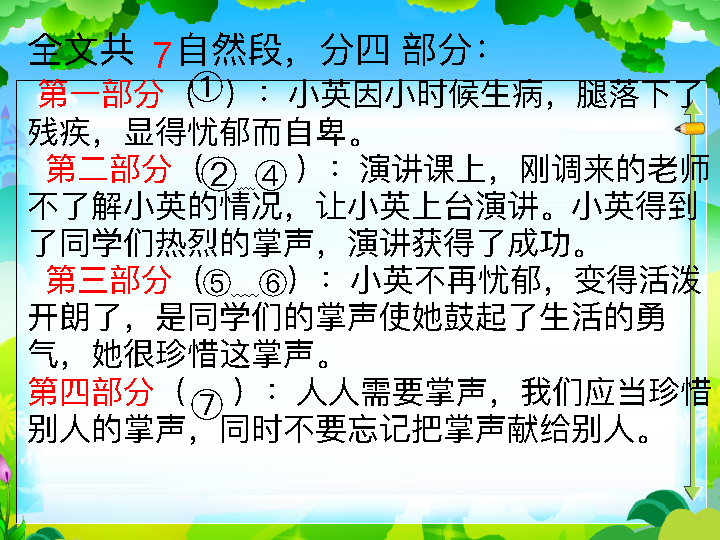 全文共 7自然段，分四 部分：
第一部分（①）：小英因小时候生病，腿落下了
残疾，显得忧郁而自卑。
第二部分（②﹏④）：演讲课上，刚调来的老师
不了解小英的情况，让小英上台演讲。小英得到
了同学们热烈的掌声，演讲获得了成功。
第三部分（⑤﹏⑥）：小英不再忧郁，变得活泼
开朗了，是同学们的掌声使她鼓起了生活的勇
气，她很珍惜这掌声。
第四部分（⑦）：人人需要掌声，我们应当珍惜
别人的掌声，同时不要忘记把掌声献给别人。